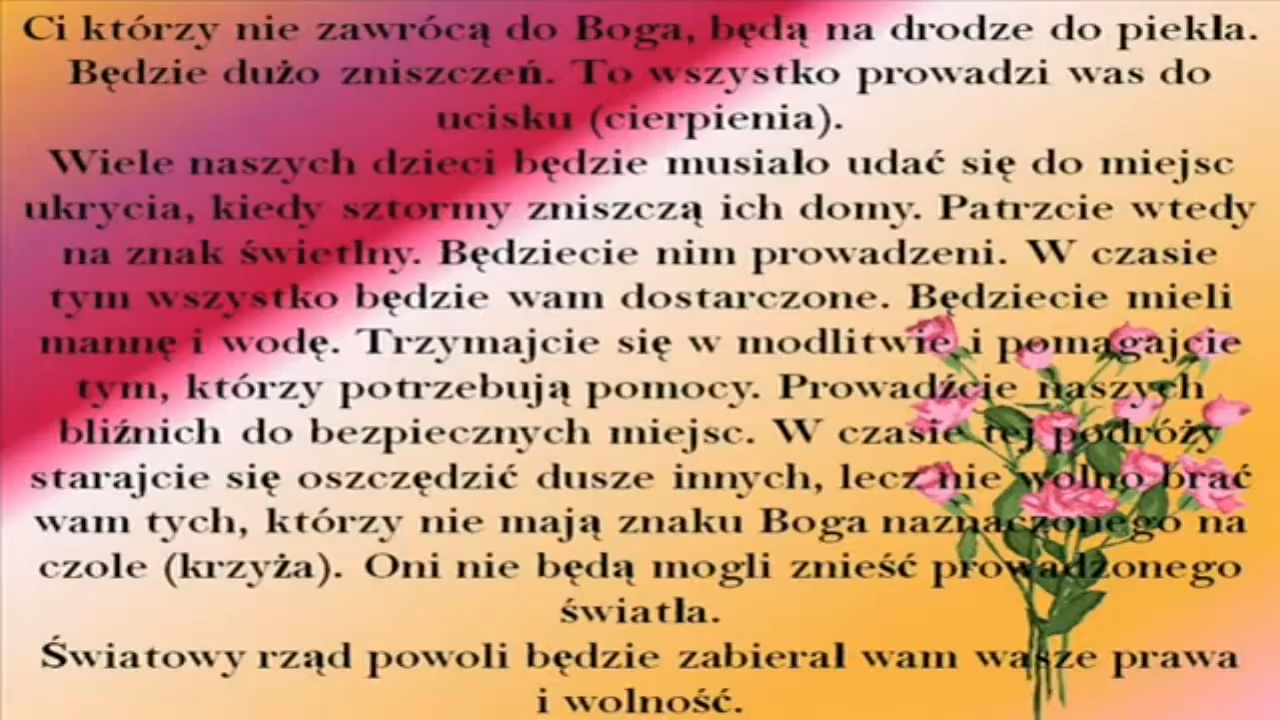 Ci którzy nie zawrócą do Boga, będą na drodze do piekła.
Będzie dużo zniszczeń. To wszystko prowadzi was do
ucisku (cierpienia).
Wiele naszych dzieci będzie musiało udać się do miejsc
ukrycia, kiedy sztormy zniszczą ich domy. Patrzcie wtedy
na znak świetlny. Będziecie nim prowadzeni. W czasie
tym wszystko będzie wam dostarczone. Będziecie mieli
mannę i wodę. Trzymajcie się w modlitwie i pomagajcie
tym, którzy potrzebują pomocy. Prowadźcie naszych
bliźnich do bezpiecznych miejsc. W czasie tej podróży
starajcie się oszczędzić dusze innych, lecz nie wolno brać
wam tych, którzy nie mają znaku Boga naznaczonego na
czole (krzyża). Oni nie będą mogli znieść prowadzonego
światła.
Światowy rząd powoli będzie zabierał wam wasze prawa
i wolność.